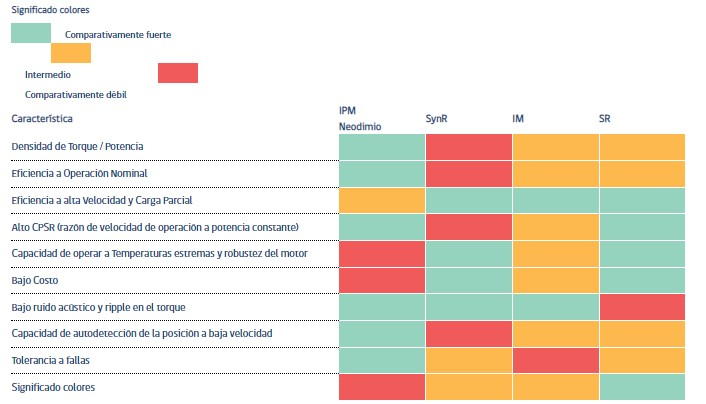 Significado colores
Comparativamente fuerte
Intermedio
Comparativamente débil
Característica
IPM
Neodimio
SynR
IM
SR
Densidad de Torque / Potencia
Eficiencia a Operación Nominal
Eficiencia a alta Velocidad y Carga Parcial
Alto CPSR (razón de velocidad de operación a potencia constante)
Capacidad de operar a Temperaturas estremas y robustez del motor
Bajo Costo
Bajo ruido acústico y ripple en el torque
Capacidad de autodetección de la posición a baja velocidad
Tolerancia a fallas
Significado colores